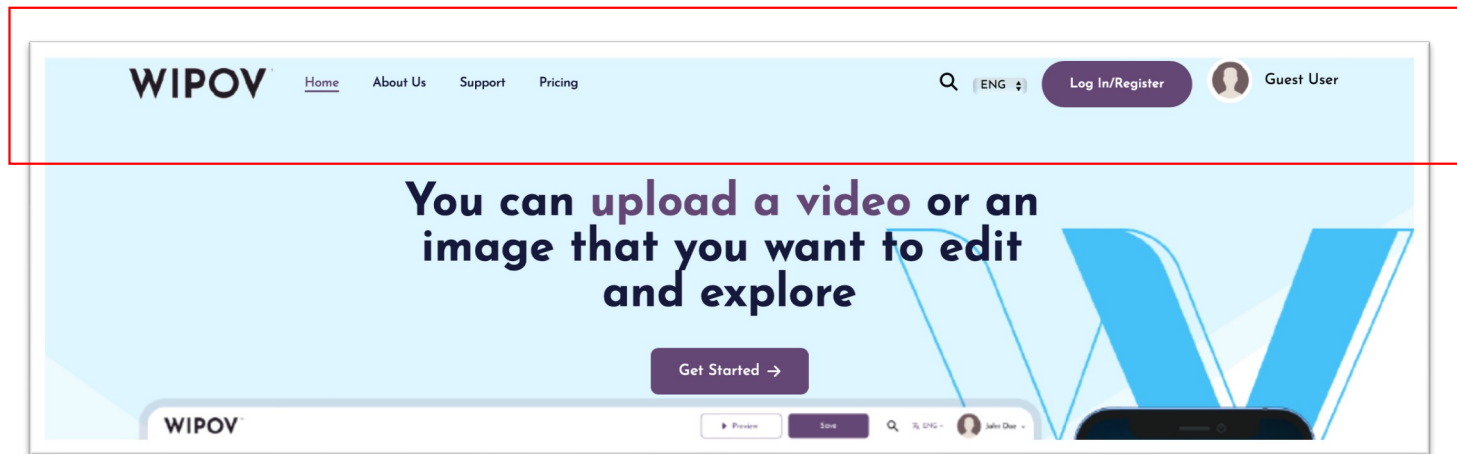 WIPOV Home About Us Support Pricing ENG Log In/Register Guest User
You can upload a video or an
image that you want to edit
and explore
Get Started →
WIPOV Preview Save ENG John Doe